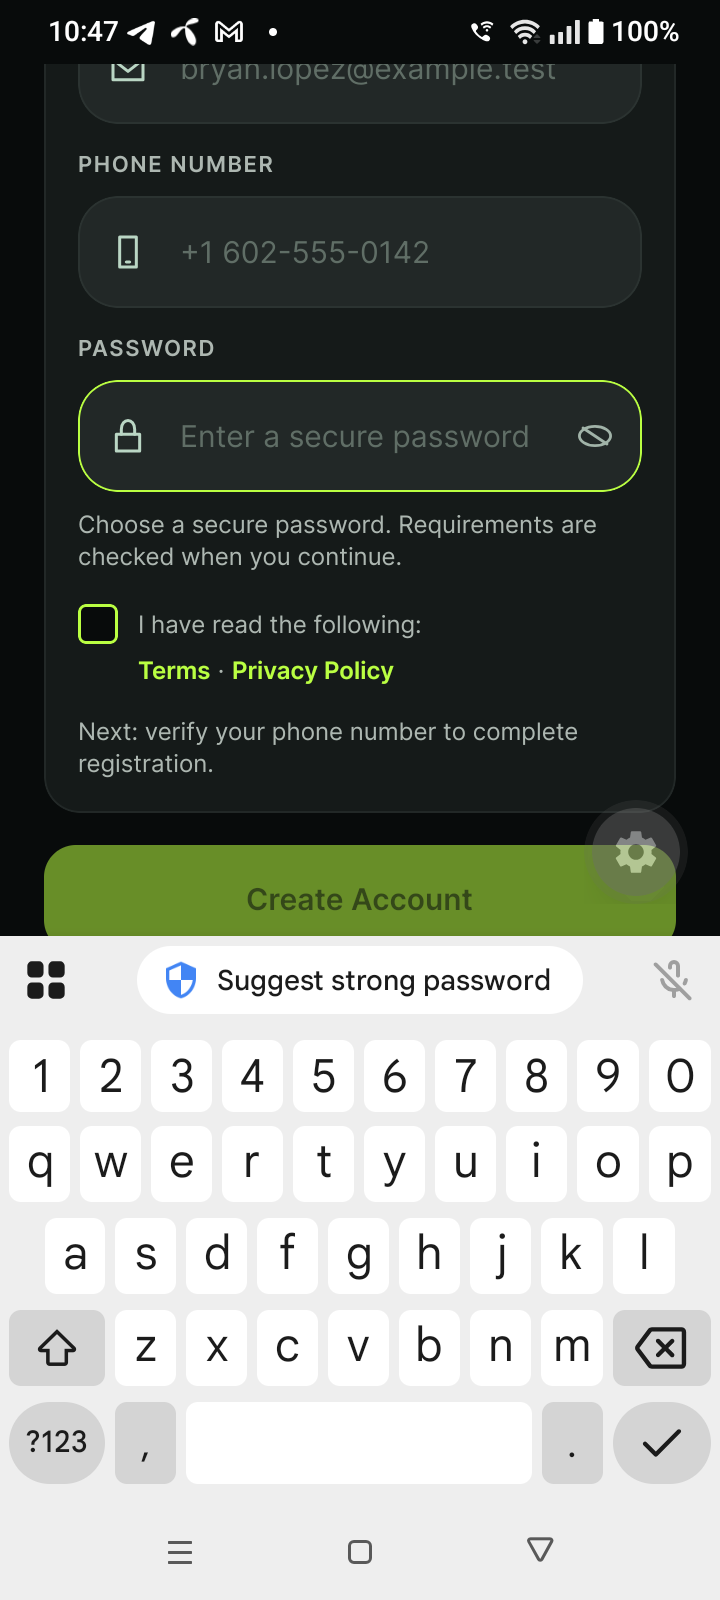 10:47
100%
bryan.lopez@example.test
PHONE NUMBER
+1 602-555-0142
PASSWORD
Enter a secure password
Choose a secure password. Requirements are
checked when you continue.
I have read the following:
Terms · Privacy Policy
Next: verify your phone number to complete
registration.
Create Account
Suggest strong password
1 2 3 4 5 6 7 8 9 0
q w e r t y u i o p
a s d f g h j k l
z x c v b n m
?123 , .